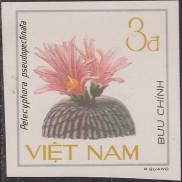 Pelecyphora pseudopectinata
3đ
BƯU CHÍNH
VIỆT NAM